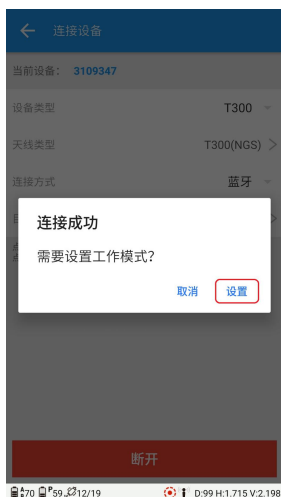 连接设备
当前设备: 3109347
设备类型 T300
天线类型 T300(NGS)
连接方式 蓝牙
连接成功
需要设置工作模式?
取消 设置
断开
70 P59 12/19 D:99 H:1.715 V:2.198